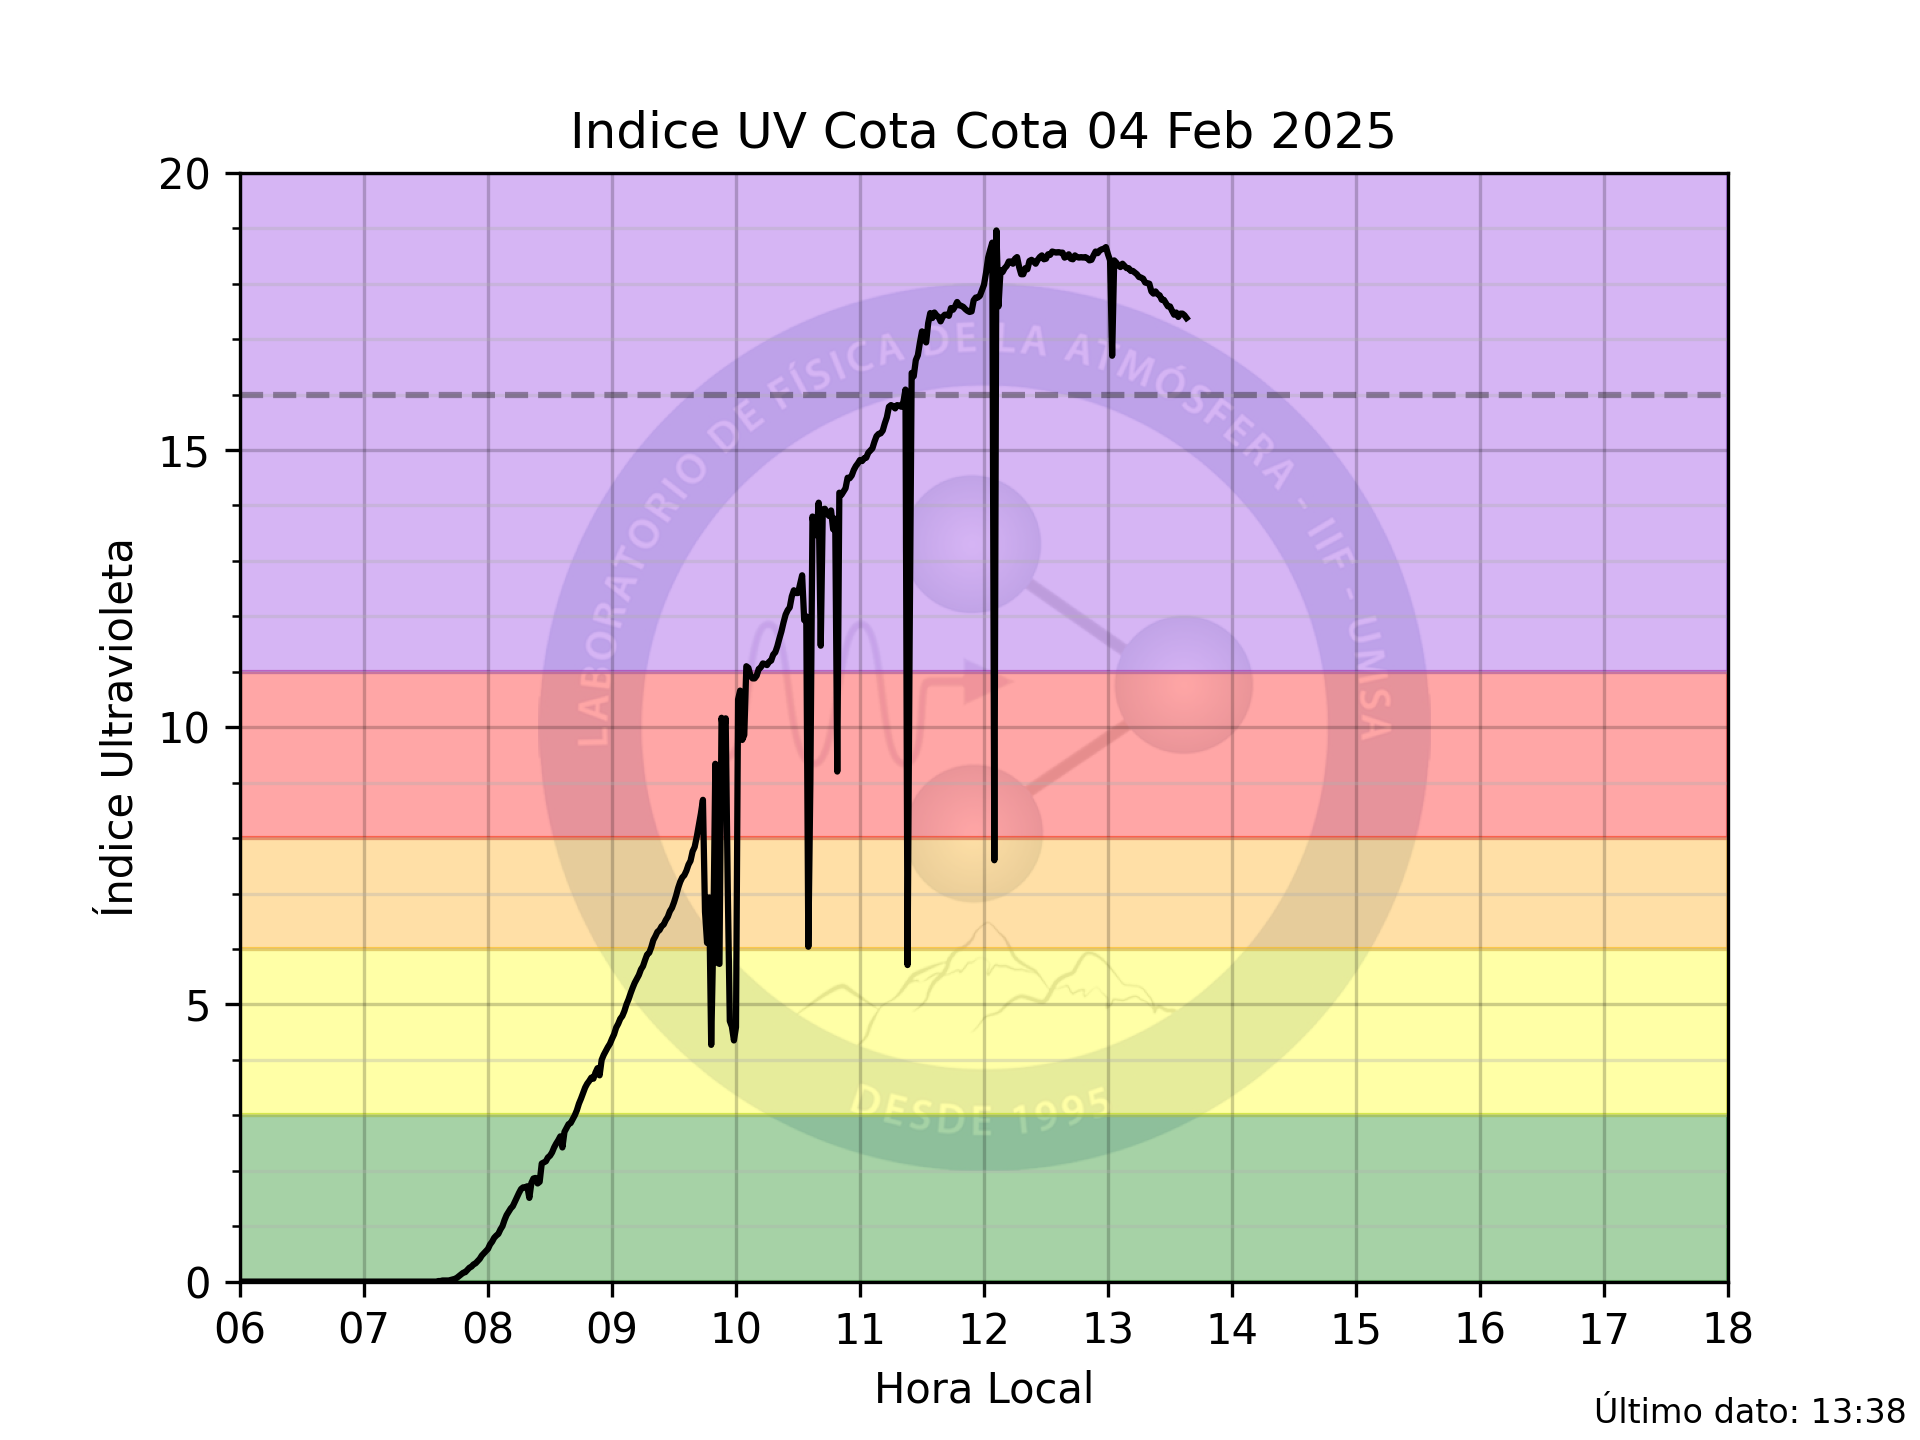 Indice UV Cota Cota 04 Feb 2025
20
15
10
5
0
Índice Ultravioleta
LABORATORIO DE FÍSICA DE LA ATMÓSFERA - IIF - UMSA
DESDE 1995
06 07 08 09 10 11 12 13 14 15 16 17 18
Hora Local
Último dato: 13:38